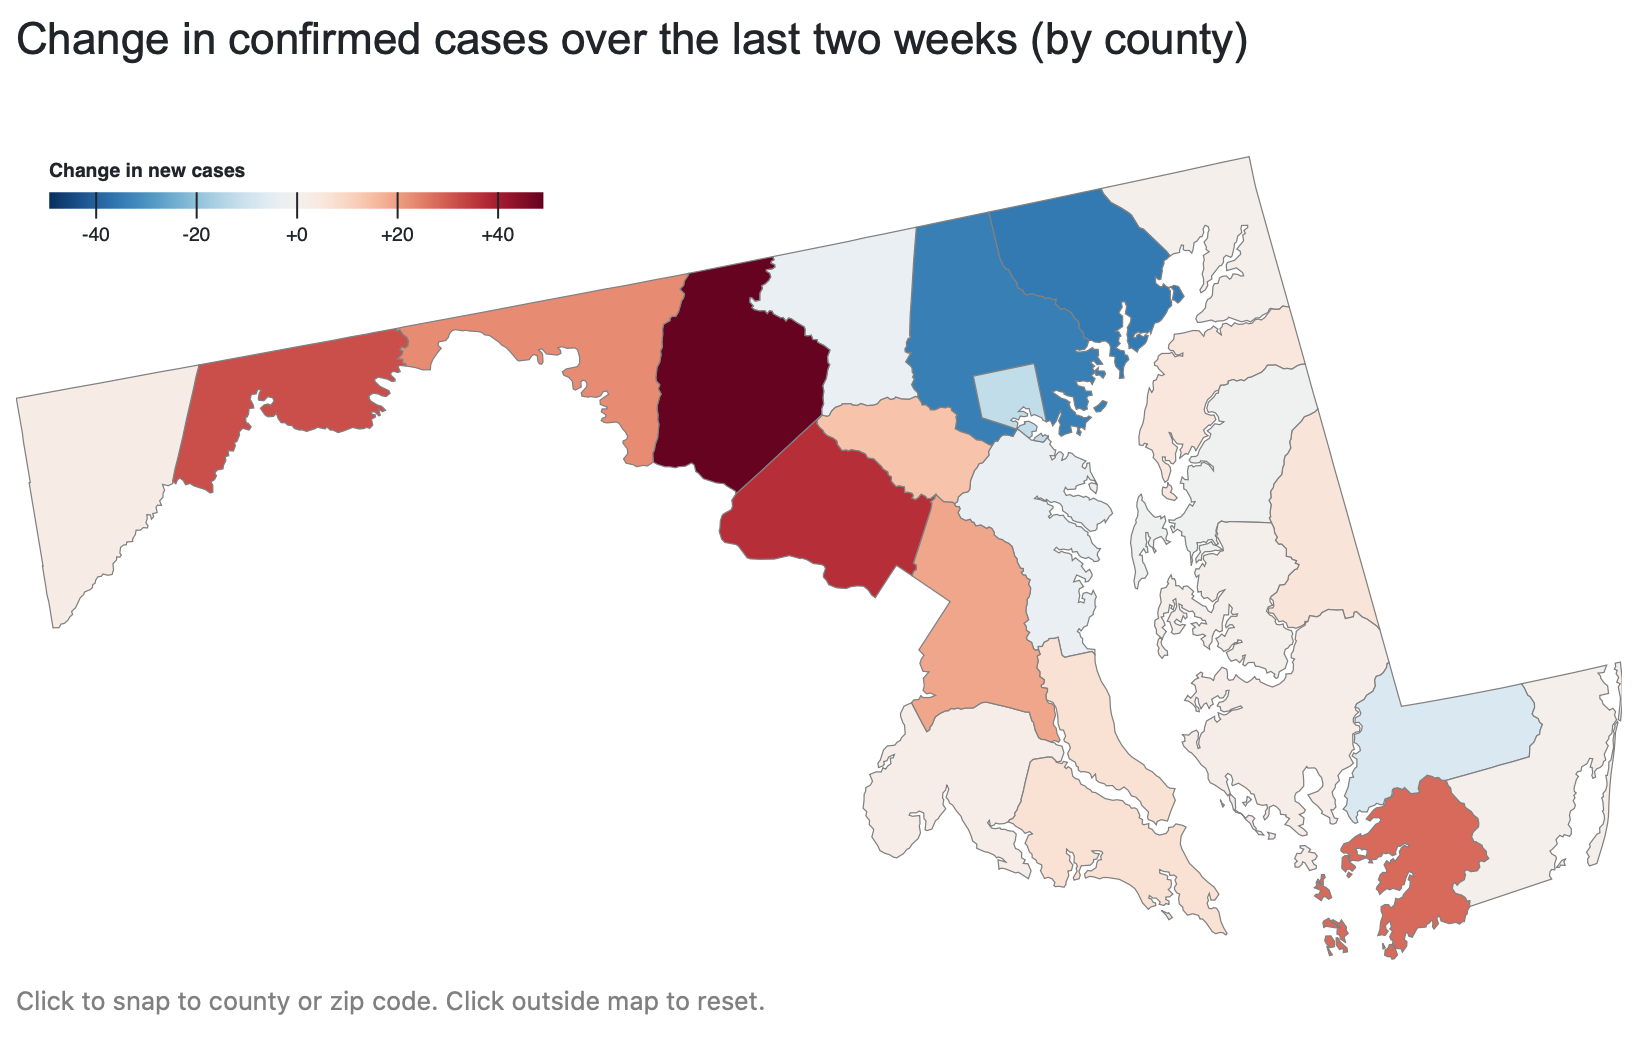 Change in confirmed cases over the last two weeks (by county)
Change in new cases
-40 -20 +0 +20 +40
Click to snap to county or zip code. Click outside map to reset.